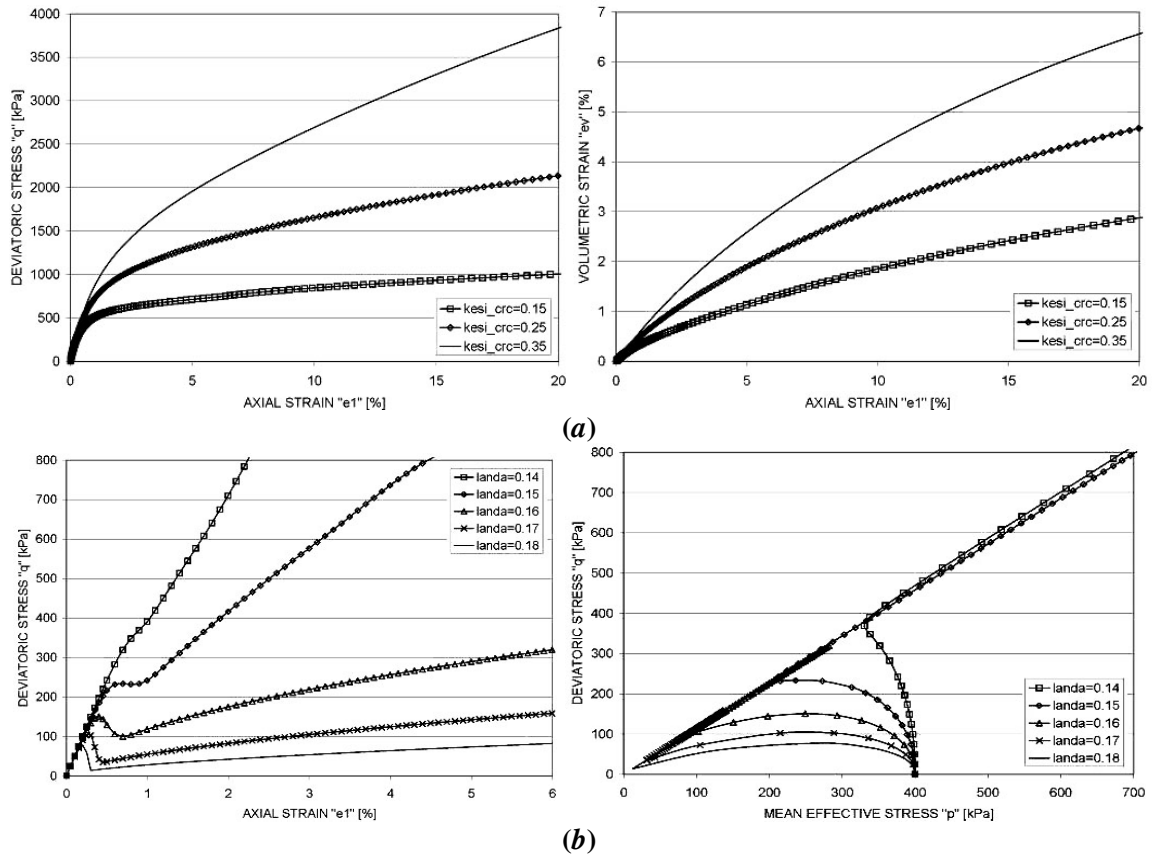 4000
3500
3000
2500
2000
1500
1000
500
0
DEVIATORIC STRESS "q" [kPa]
0 5 10 15 20
AXIAL STRAIN "e1" [%]
kesi_crc=0.15
kesi_crc=0.25
kesi_crc=0.35
7
6
5
4
3
2
1
0
VOLUMETRIC STRAIN "ev" [%]
0 5 10 15 20
AXIAL STRAIN "e1" [%]
kesi_crc=0.15
kesi_crc=0.25
kesi_crc=0.35
(a)
800
700
600
500
400
300
200
100
0
DEVIATORIC STRESS "q" [kPa]
0 1 2 3 4 5 6
AXIAL STRAIN "e1" [%]
landa=0.14
landa=0.15
landa=0.16
landa=0.17
landa=0.18
800
700
600
500
400
300
200
100
0
DEVIATORIC STRESS "q" [kPa]
0 100 200 300 400 500 600 700
MEAN EFFECTIVE STRESS "p" [kPa]
landa=0.14
landa=0.15
landa=0.16
landa=0.17
landa=0.18
(b)